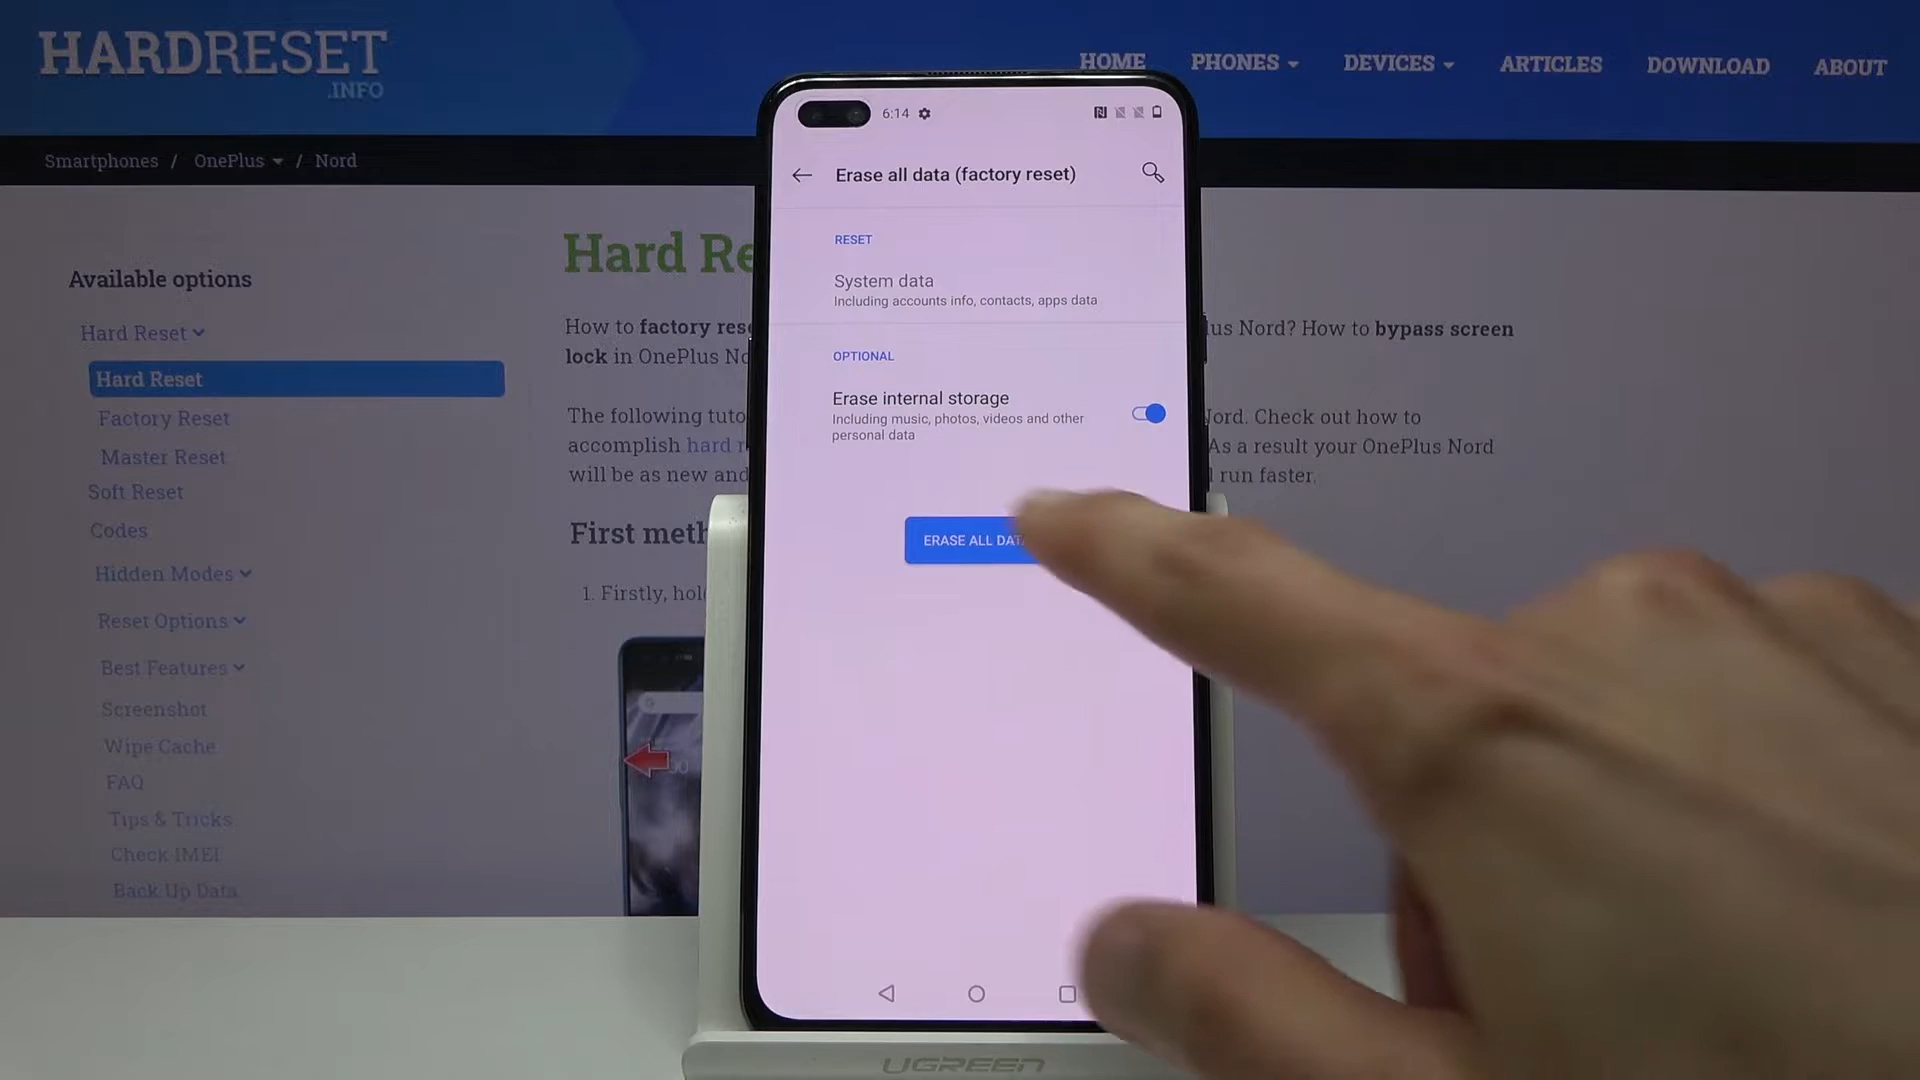 HARDRESET
.INFO
HOME
PHONES
DEVICES
ARTICLES
DOWNLOAD
ABOUT
Smartphones / OnePlus / Nord
Available options
Hard Reset
Hard Reset
Factory Reset
Master Reset
Soft Reset
Codes
Hidden Modes
Reset Options
Best Features
Screenshot
Wipe Cache
FAQ
Tips & Tricks
Check IMEI
Back Up Data
Hard Re
How to factory rese
lus Nord? How to bypass screen
lock in OnePlus No
The following tuto
Nord. Check out how to
accomplish hard r
As a result your OnePlus Nord
will be as new and
run faster.
First meth
1. Firstly, hol
6:14
Erase all data (factory reset)
RESET
System data
Including accounts info, contacts, apps data
OPTIONAL
Erase internal storage
Including music, photos, videos and other
personal data
ERASE ALL DATA
UGREEN